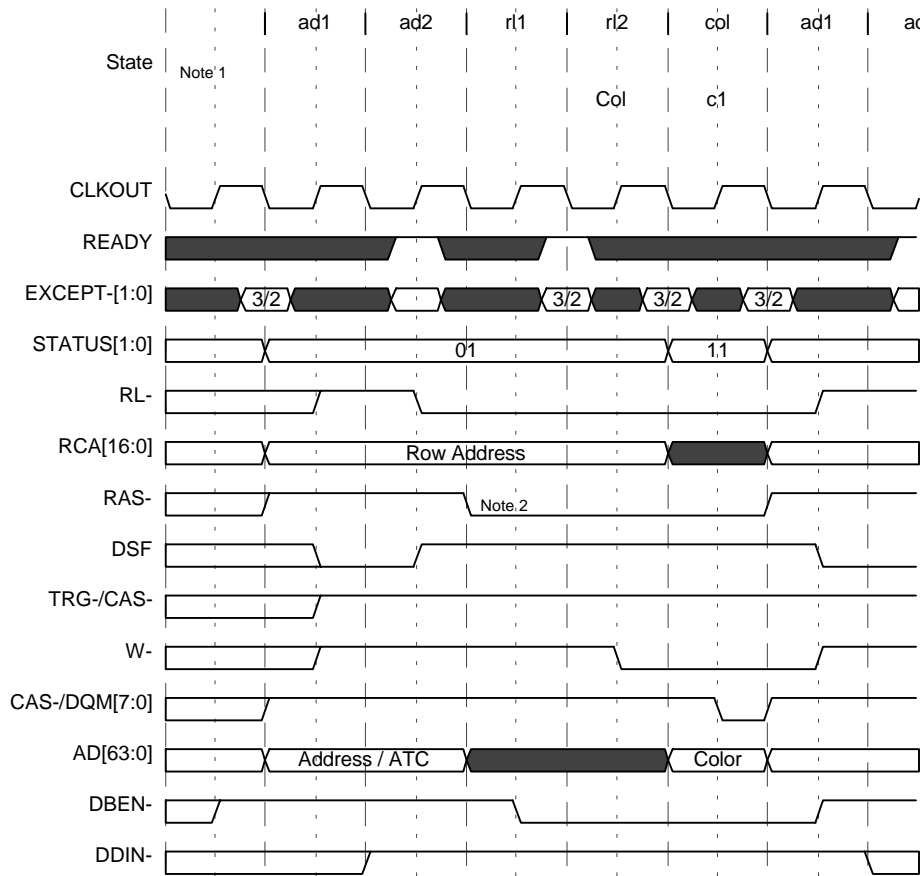 ad1 ad2 rl1 rl2 col ad1 ad
State Note 1
Col c1
CLKOUT
READY
EXCEPT-[1:0] 3/2 3/2 3/2 3/2
STATUS[1:0] 01 11
RL-
RCA[16:0] Row Address
RAS- Note 2
DSF
TRG-/CAS-
W-
CAS-/DQM[7:0]
AD[63:0] Address / ATC Color
DBEN-
DDIN-